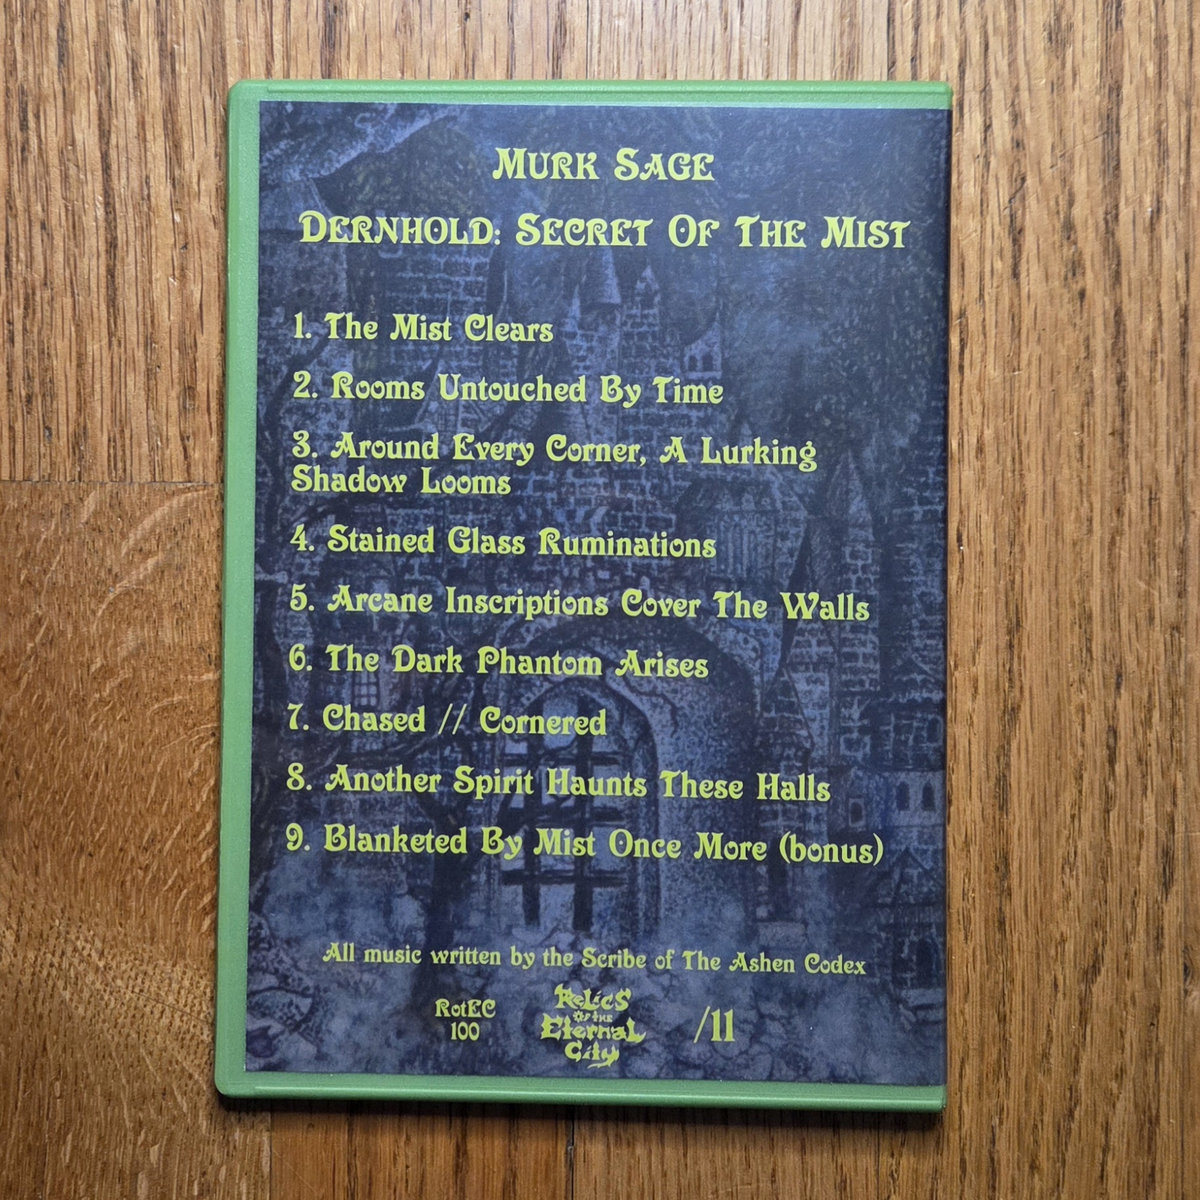 Murk Sage
Dernhold: Secret Of The Mist
1. The Mist Clears
2. Rooms Untouched By Time
3. Around Every Corner, A Lurking
Shadow Looms
4. Stained Glass Ruminations
5. Arcane Inscriptions Cover The Walls
6. The Dark Phantom Arises
7. Chased // Cornered
8. Another Spirit Haunts These Halls
9. Blanketed By Mist Once More (bonus)
All music written by the Scribe of The Ashen Codex
RotEC
100
Relics
Of the
Eternal
City
/11